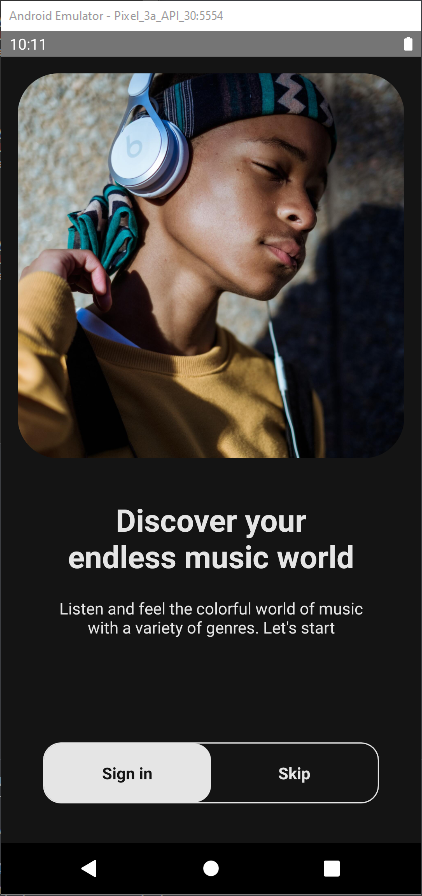 Android Emulator - Pixel_3a_API_30:5554
10:11
b
Discover your
endless music world
Listen and feel the colorful world of music
with a variety of genres. Let's start
Sign in
Skip